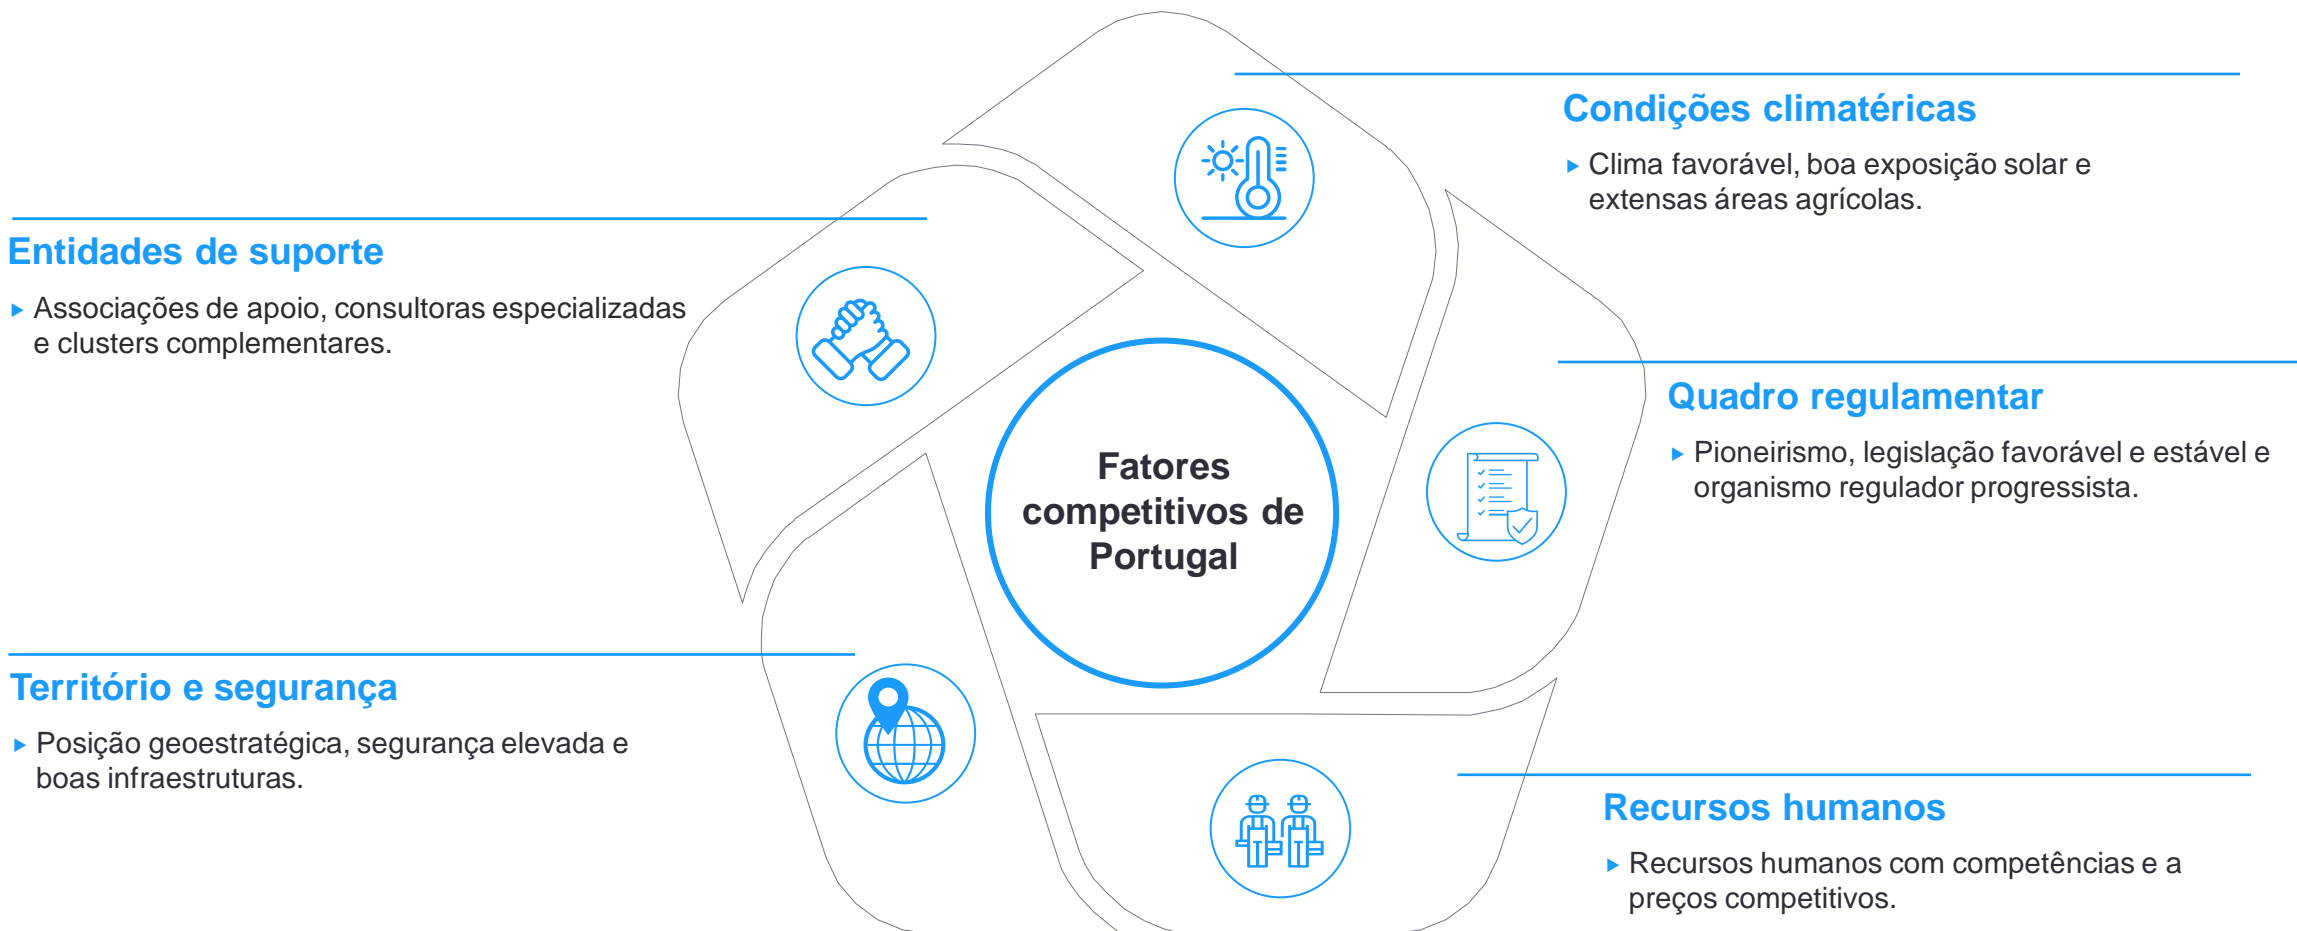 Condições climatéricas
Clima favorável, boa exposição solar e
extensas áreas agrícolas.
Entidades de suporte
Associações de apoio, consultoras especializadas
e clusters complementares.
Quadro regulamentar
Pioneirismo, legislação favorável e estável e
organismo regulador progressista.
Fatores
competitivos de
Portugal
Território e segurança
Posição geoestratégica, segurança elevada e
boas infraestruturas.
Recursos humanos
Recursos humanos com competências e a
preços competitivos.